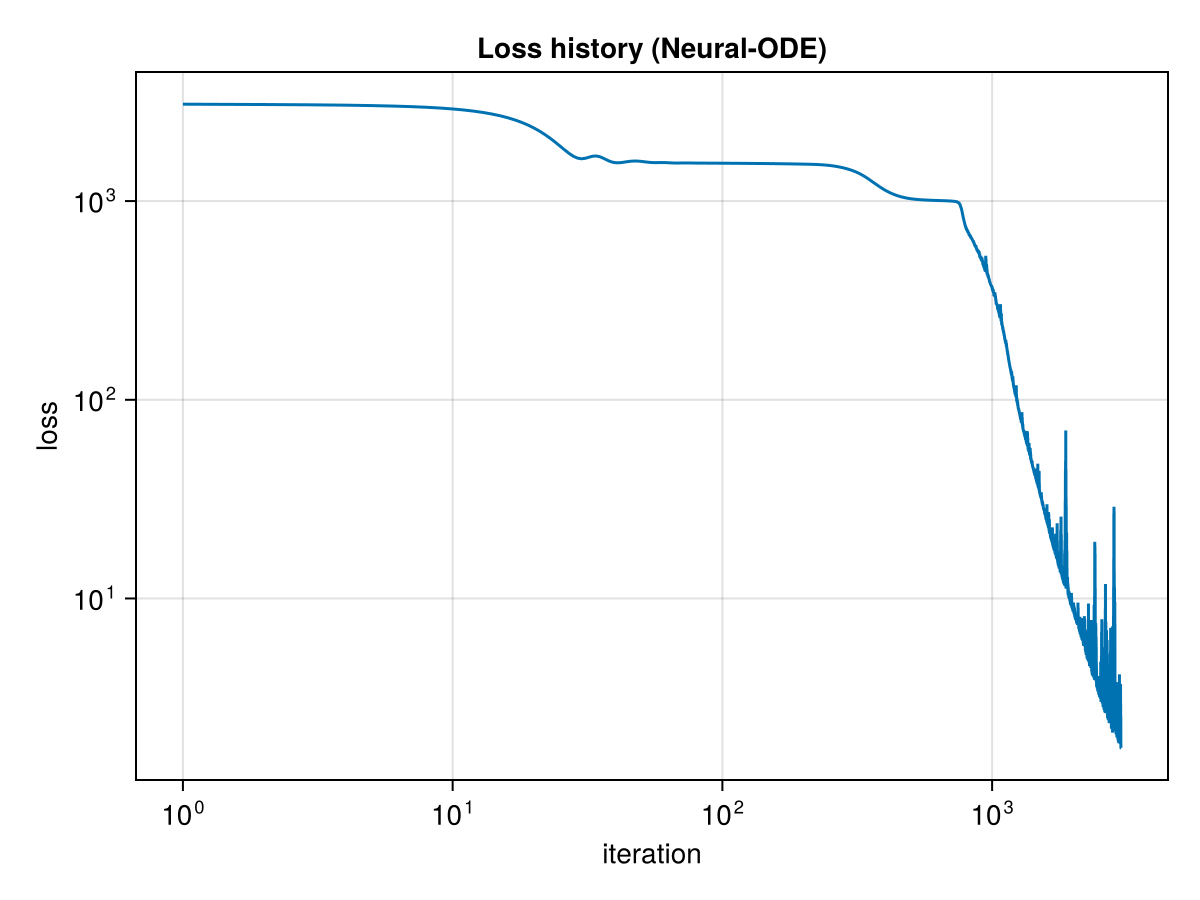 Loss history (Neural-ODE)
10³
10²
10¹
loss
10⁰ 10¹ 10² 10³
iteration